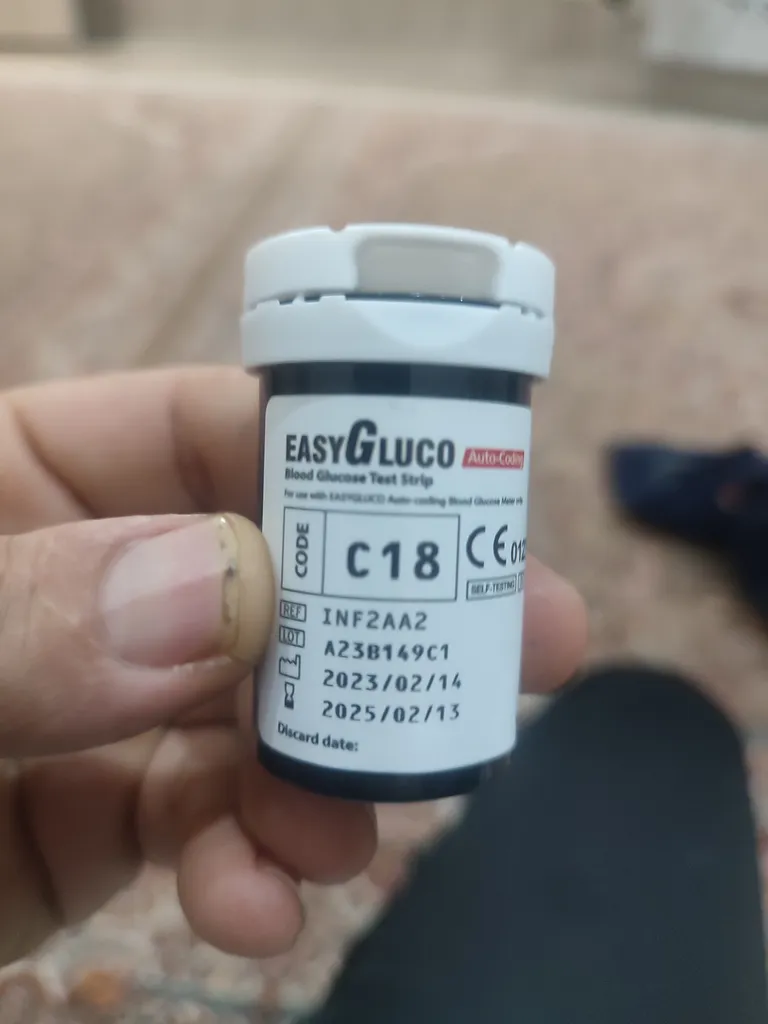 EASYGLUCO Auto-Coding
Blood Glucose Test Strip
For use with EASYGLUCO Auto-coding Blood Glucose Meter only
CODE C18
CE 012
SELF-TESTING
REF INF2AA2
LOT A23B149C1
2023/02/14
2025/02/13
Discard date: